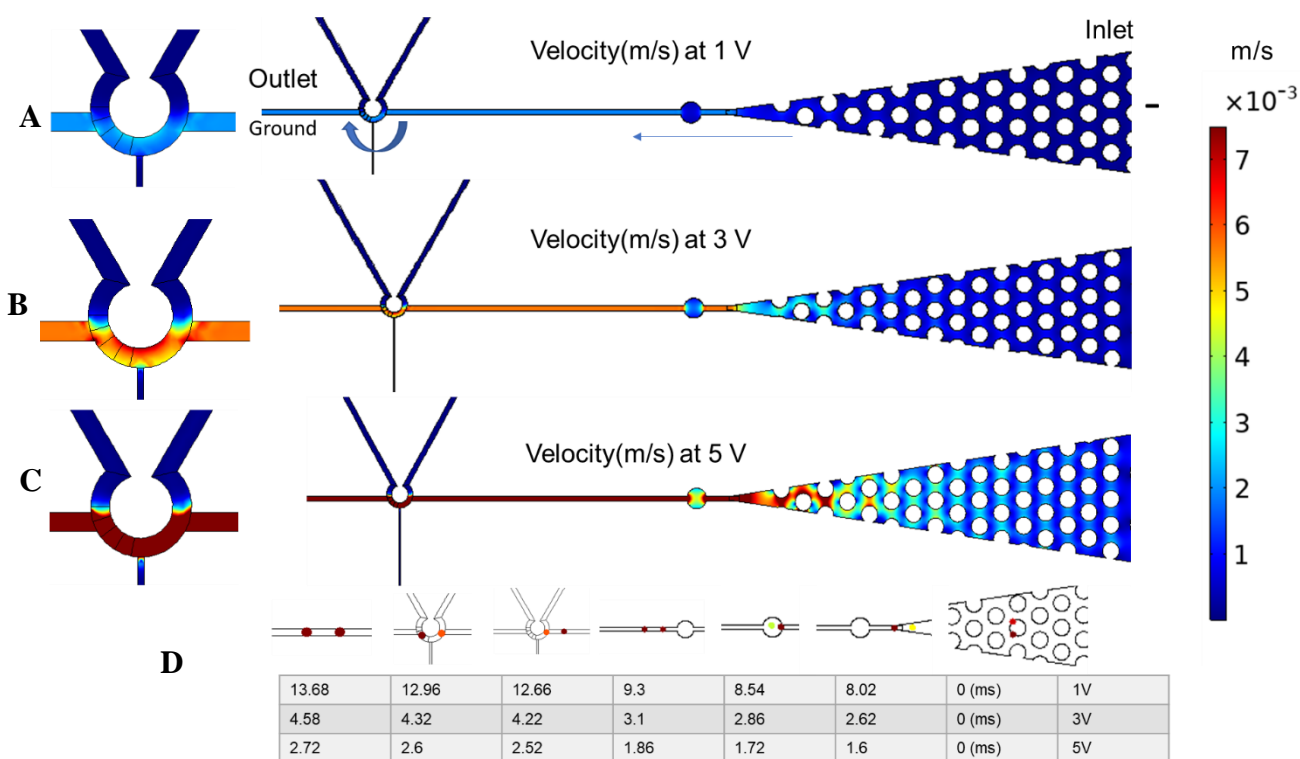 Inlet
Velocity(m/s) at 1 V
m/s
Outlet
×10⁻³
A
Ground
-
7
Velocity(m/s) at 3 V
6
B
5
4
Velocity(m/s) at 5 V
3
C
2
1
D
13.68 12.96 12.66 9.3 8.54 8.02 0 (ms) 1V
4.58 4.32 4.22 3.1 2.86 2.62 0 (ms) 3V
2.72 2.6 2.52 1.86 1.72 1.6 0 (ms) 5V